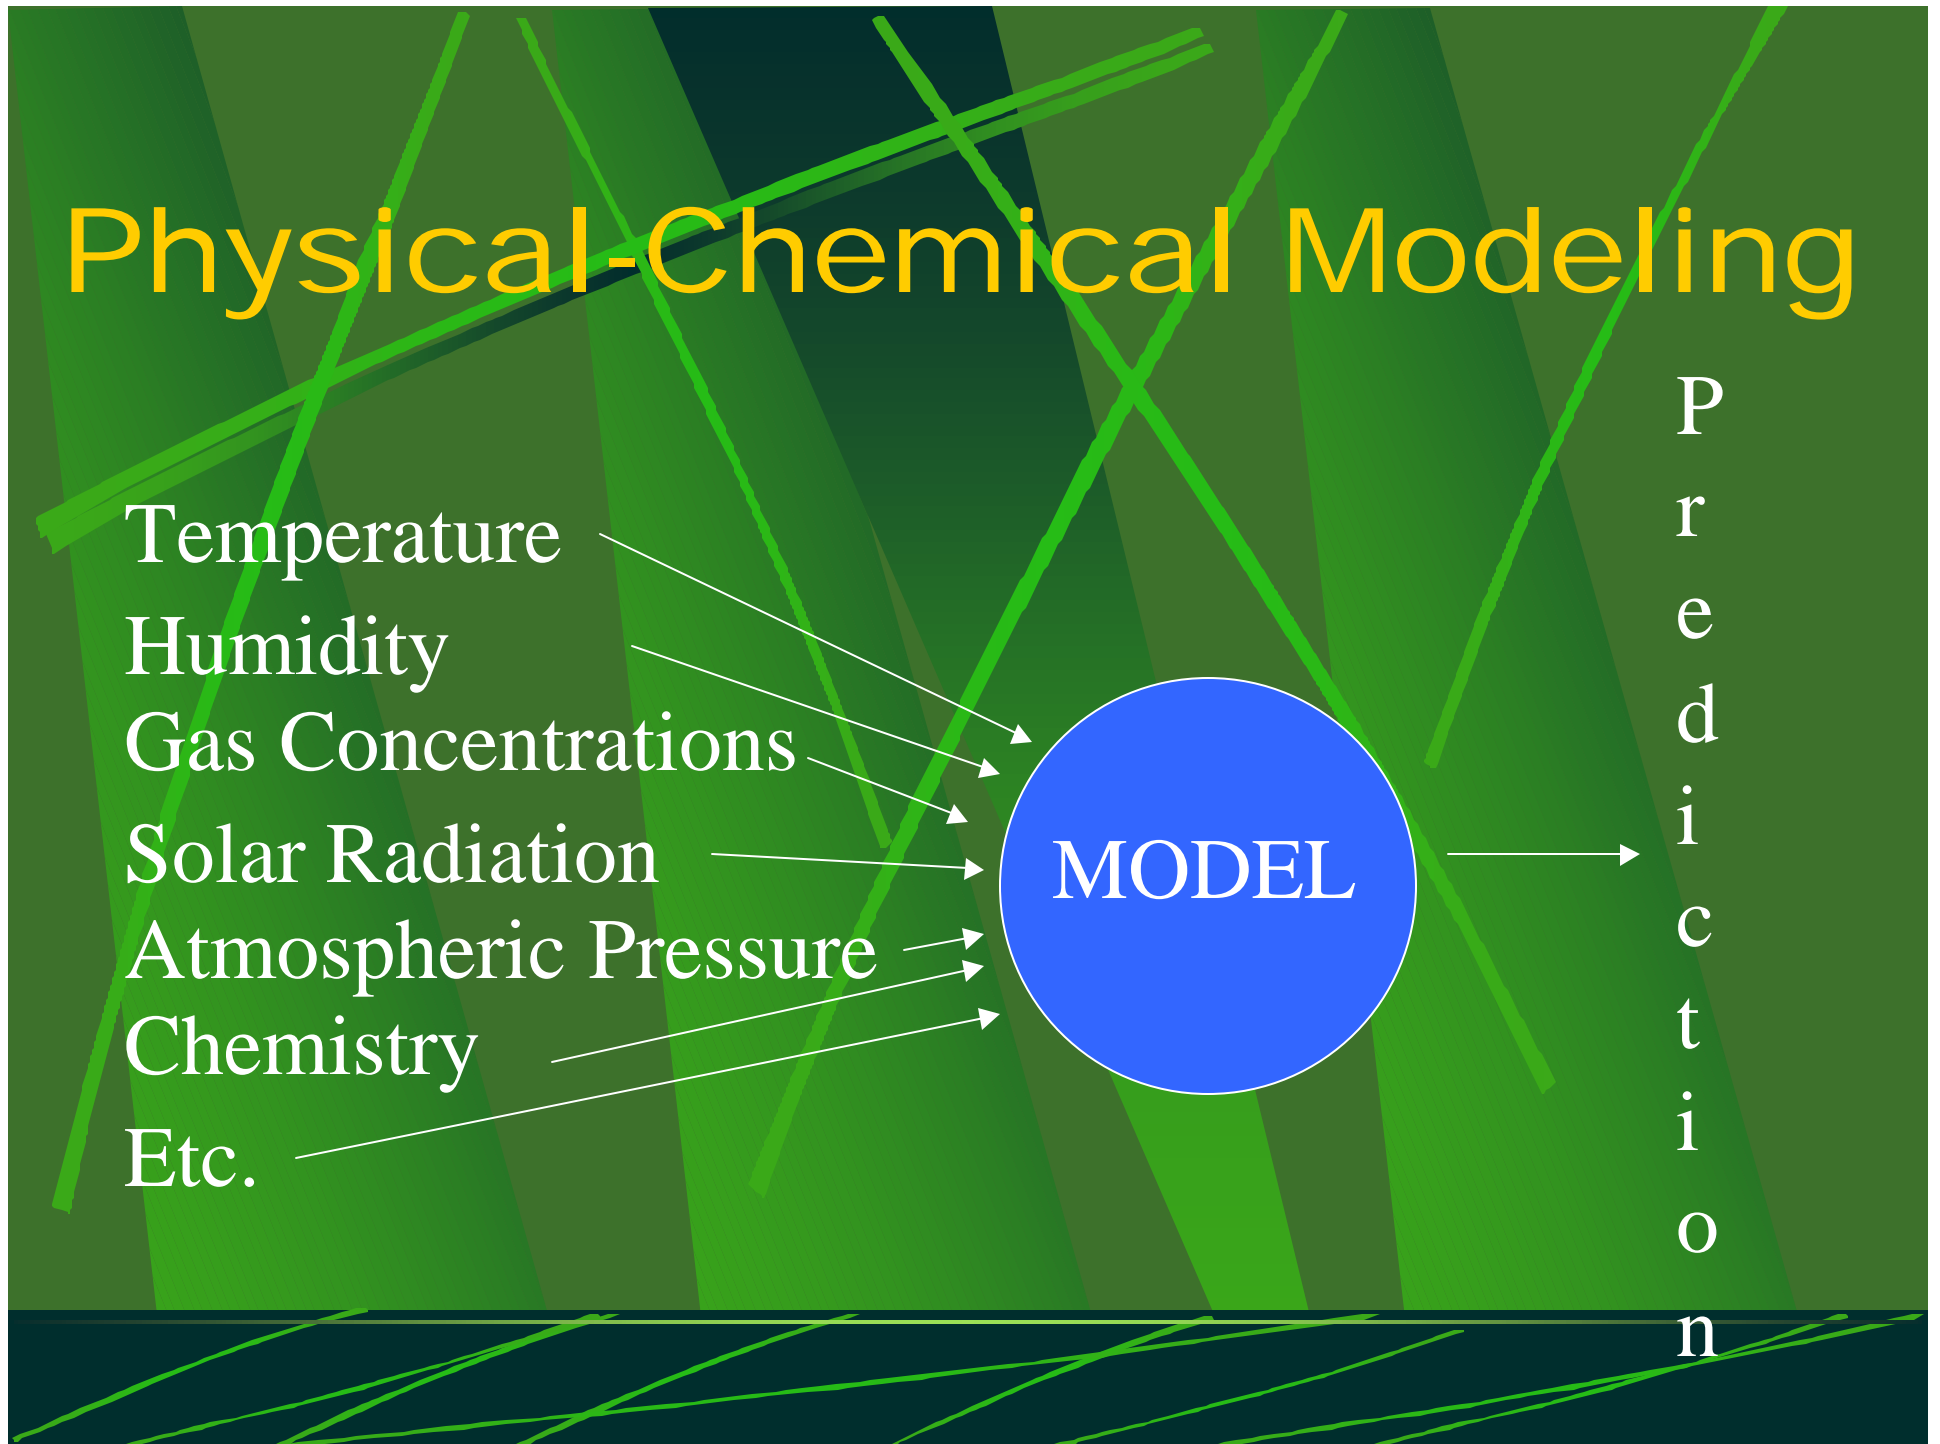 Physical-Chemical Modeling
Temperature
Humidity
Gas Concentrations
Solar Radiation
Atmospheric Pressure
Chemistry
Etc.
MODEL
P
r
e
d
i
c
t
i
o
n